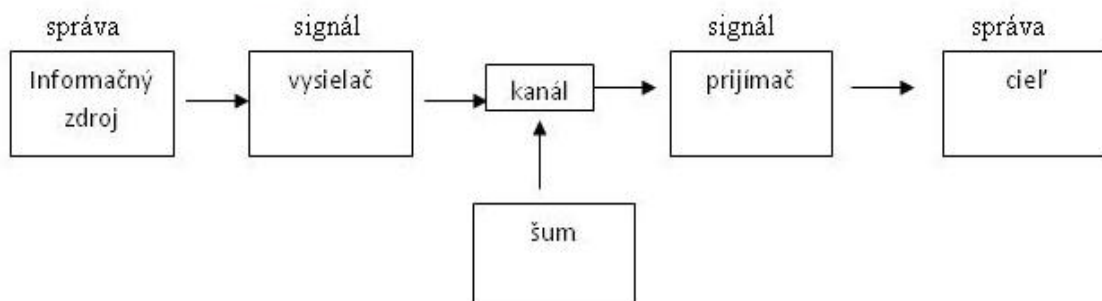 správa
signál
signál
správa
Informačný
zdroj
vysielač
kanál
prijímač
cieľ
šum